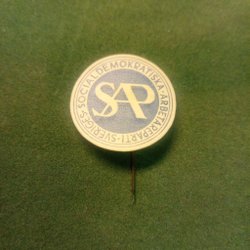 SVERIGES SOCIALDEMOKRATISKA ARBETAREPARTI
SAP